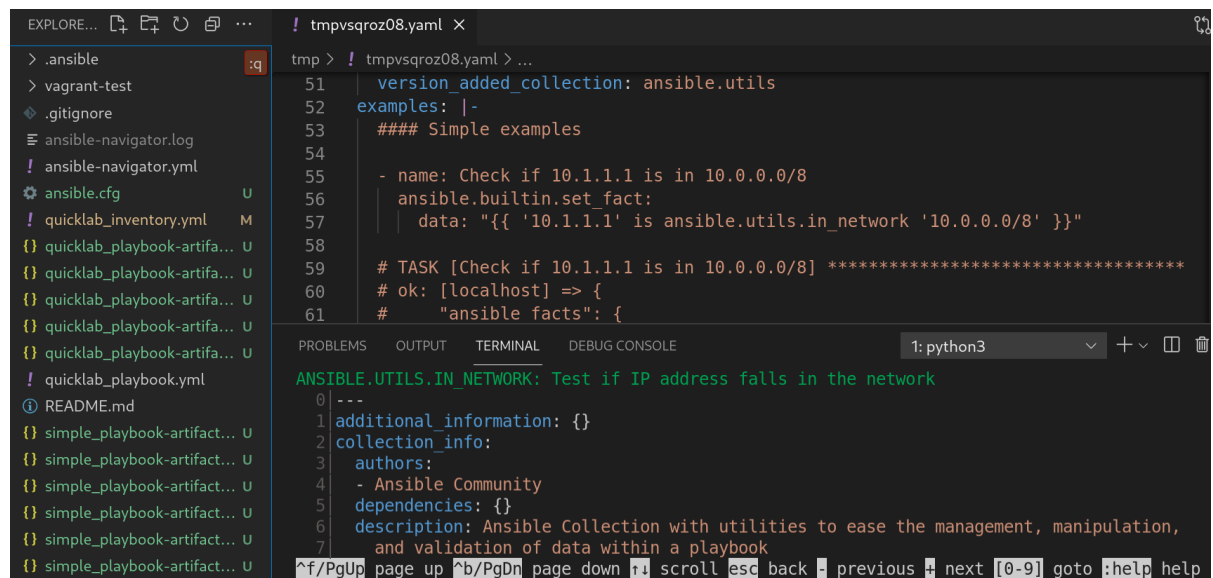 EXPLORE... ...
> .ansible
:q
> vagrant-test
.gitignore
ansible-navigator.log
! ansible-navigator.yml
ansible.cfg U
! quicklab_inventory.yml M
{} quicklab_playbook-artifa... U
{} quicklab_playbook-artifa... U
{} quicklab_playbook-artifa... U
{} quicklab_playbook-artifa... U
{} quicklab_playbook-artifa... U
! quicklab_playbook.yml
README.md
{} simple_playbook-artifact... U
{} simple_playbook-artifact... U
{} simple_playbook-artifact... U
{} simple_playbook-artifact... U
{} simple_playbook-artifact... U
{} simple_playbook-artifact... U
! tmpvsqroz08.yaml ×
tmp > ! tmpvsqroz08.yaml > ...
51 version_added_collection: ansible.utils
52 examples: |-
53 #### Simple examples
54
55 - name: Check if 10.1.1.1 is in 10.0.0.0/8
56 ansible.builtin.set_fact:
57 data: "{{ '10.1.1.1' is ansible.utils.in_network '10.0.0.0/8' }}"
58
59 # TASK [Check if 10.1.1.1 is in 10.0.0.0/8] ***********************************
60 # ok: [localhost] => {
61 # "ansible_facts": {
PROBLEMS OUTPUT TERMINAL DEBUG CONSOLE 1: python3
ANSIBLE.UTILS.IN_NETWORK: Test if IP address falls in the network
0|---
1|additional_information: {}
2|collection_info:
3| authors:
4| - Ansible Community
5| dependencies: {}
6| description: Ansible Collection with utilities to ease the management, manipulation,
7| and validation of data within a playbook
^f/PgUp page up ^b/PgDn page down ↑↓ scroll esc back - previous + next [0-9] goto :help help